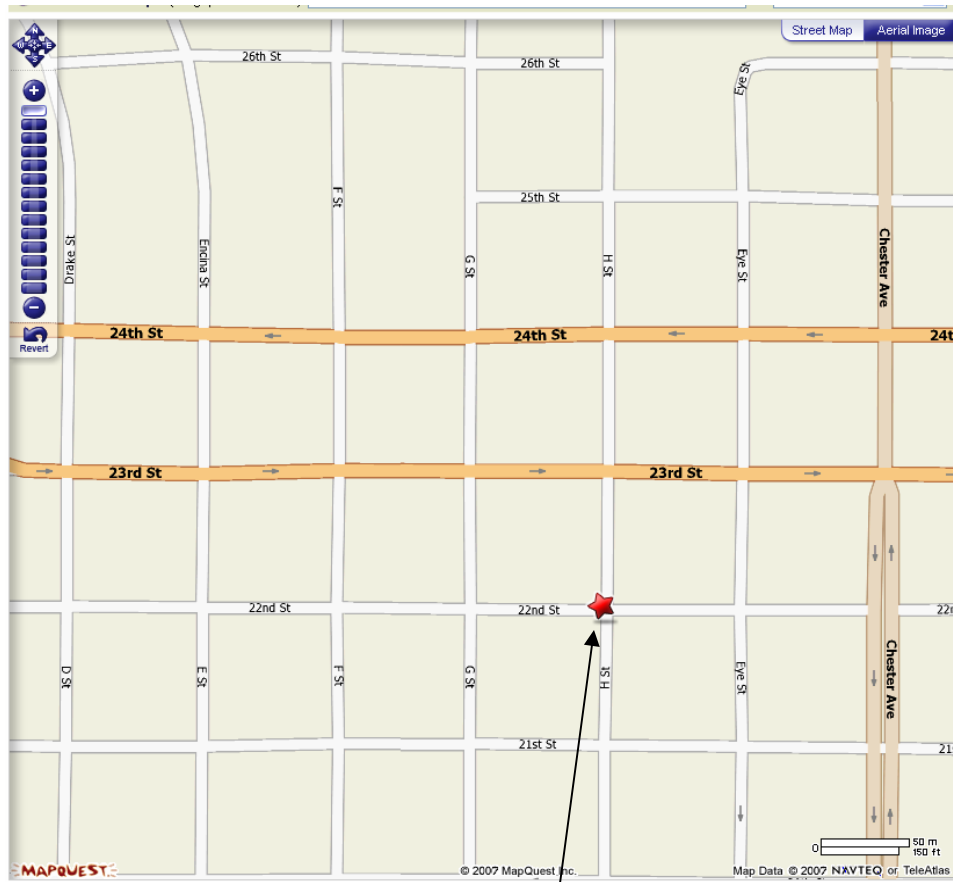 Street Map
Aerial Image
N
W
E
S
26th St
26th St
Eye St
F St
25th St
Drake St
Encina St
G St
H St
Eye St
Chester Ave
24th St
24th St
24t
Revert
23rd St
23rd St
22nd St
22nd St
22n
D St
E St
F St
G St
H St
Eye St
Chester Ave
21st St
21
0
50 m
150 ft
MAPQUEST
© 2007 MapQuest Inc.
Map Data © 2007 NAVTEQ or TeleAtlas